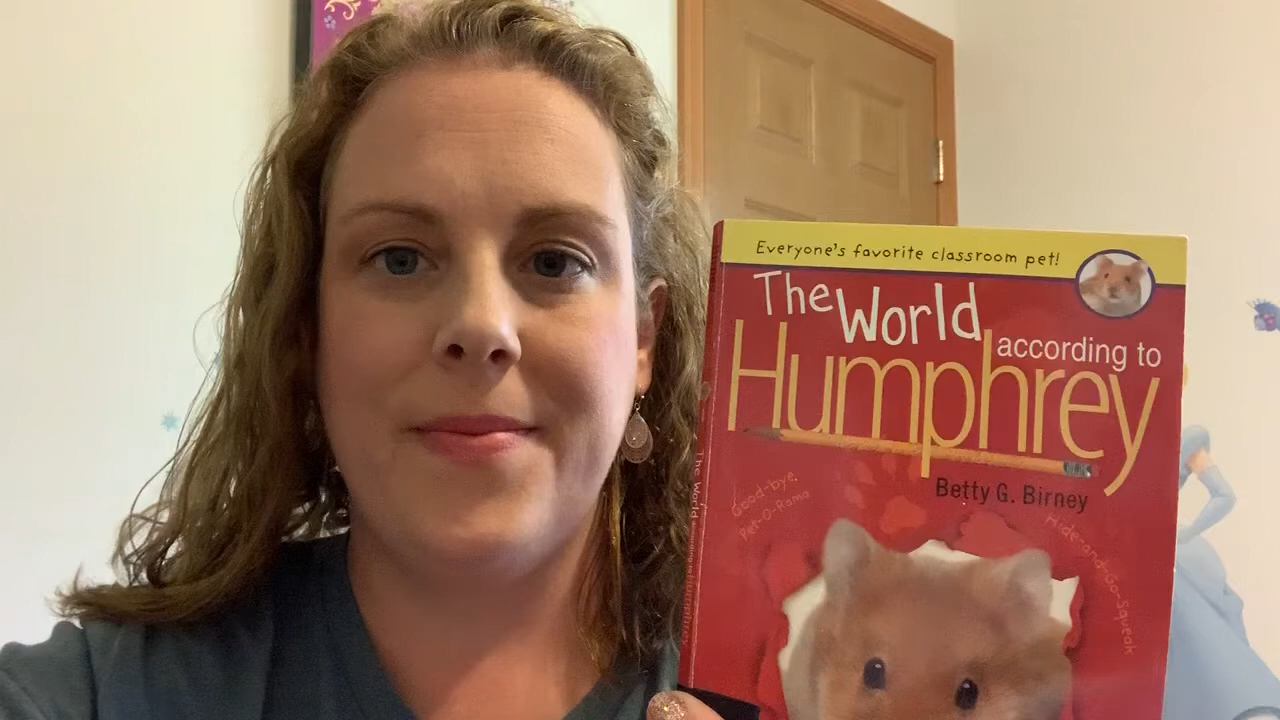 Everyone's favorite classroom pet!
The World
according to
Humphrey
Betty G. Birney
Good-bye,
Pet-O-Rama
Hide-and-Go-Squeak
The World according to Humphrey